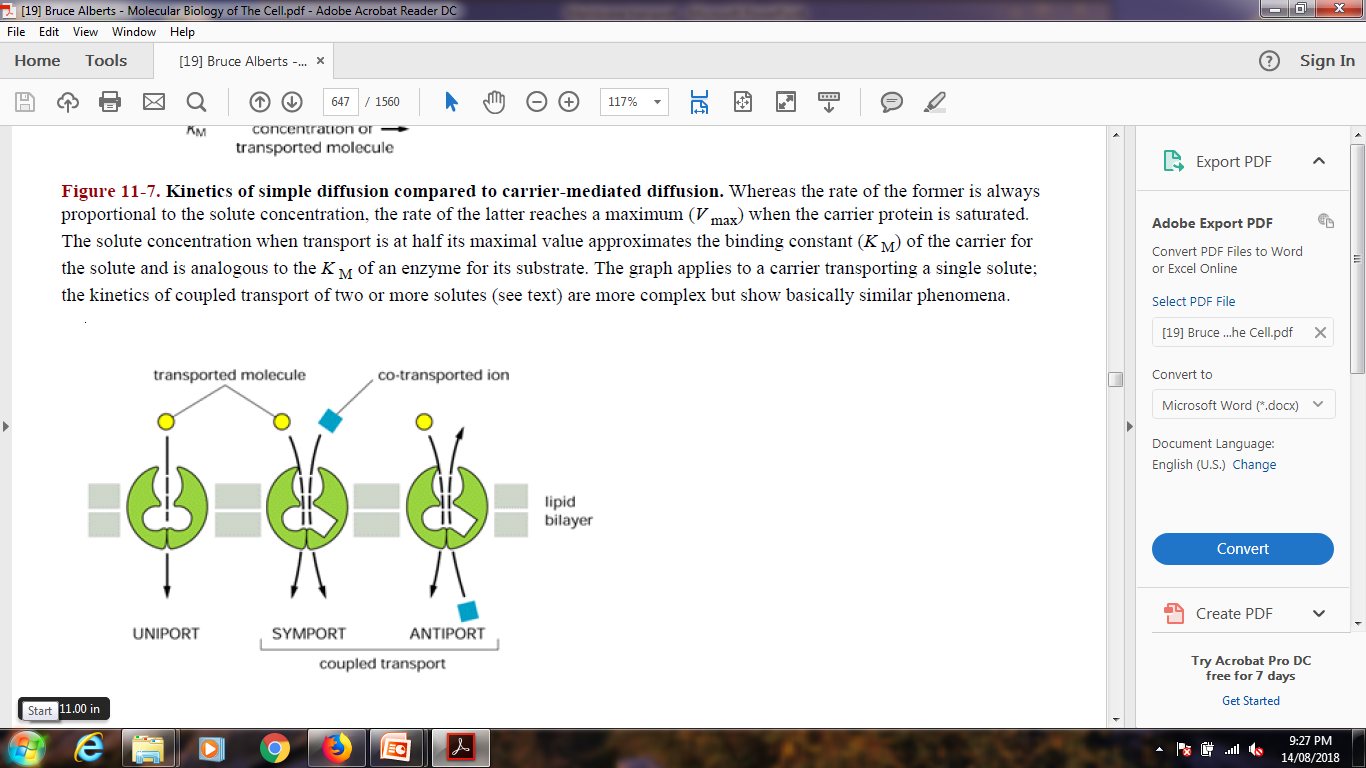 [19] Bruce Alberts - Molecular Biology of The Cell.pdf - Adobe Acrobat Reader DC
File Edit View Window Help
Home Tools [19] Bruce Alberts -... × ? Sign In
647 / 1560 117%
KM concentration of
transported molecule
Figure 11-7. Kinetics of simple diffusion compared to carrier-mediated diffusion. Whereas the rate of the former is always
proportional to the solute concentration, the rate of the latter reaches a maximum (V max) when the carrier protein is saturated.
The solute concentration when transport is at half its maximal value approximates the binding constant (K M) of the carrier for
the solute and is analogous to the K M of an enzyme for its substrate. The graph applies to a carrier transporting a single solute;
the kinetics of coupled transport of two or more solutes (see text) are more complex but show basically similar phenomena.
transported molecule co-transported ion
lipid
bilayer
UNIPORT SYMPORT ANTIPORT
coupled transport
Start 11.00 in
Export PDF
Adobe Export PDF
Convert PDF Files to Word
or Excel Online
Select PDF File
[19] Bruce ...he Cell.pdf
Convert to
Microsoft Word (*.docx)
Document Language:
English (U.S.) Change
Convert
Create PDF
Try Acrobat Pro DC
free for 7 days
Get Started
9:27 PM
14/08/2018